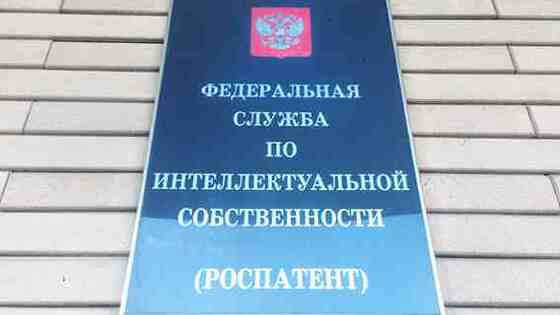 ФЕДЕРАЛЬНАЯ
СЛУЖБА
ПО
ИНТЕЛЛЕКТУАЛЬНОЙ
СОБСТВЕННОСТИ
(РОСПАТЕНТ)